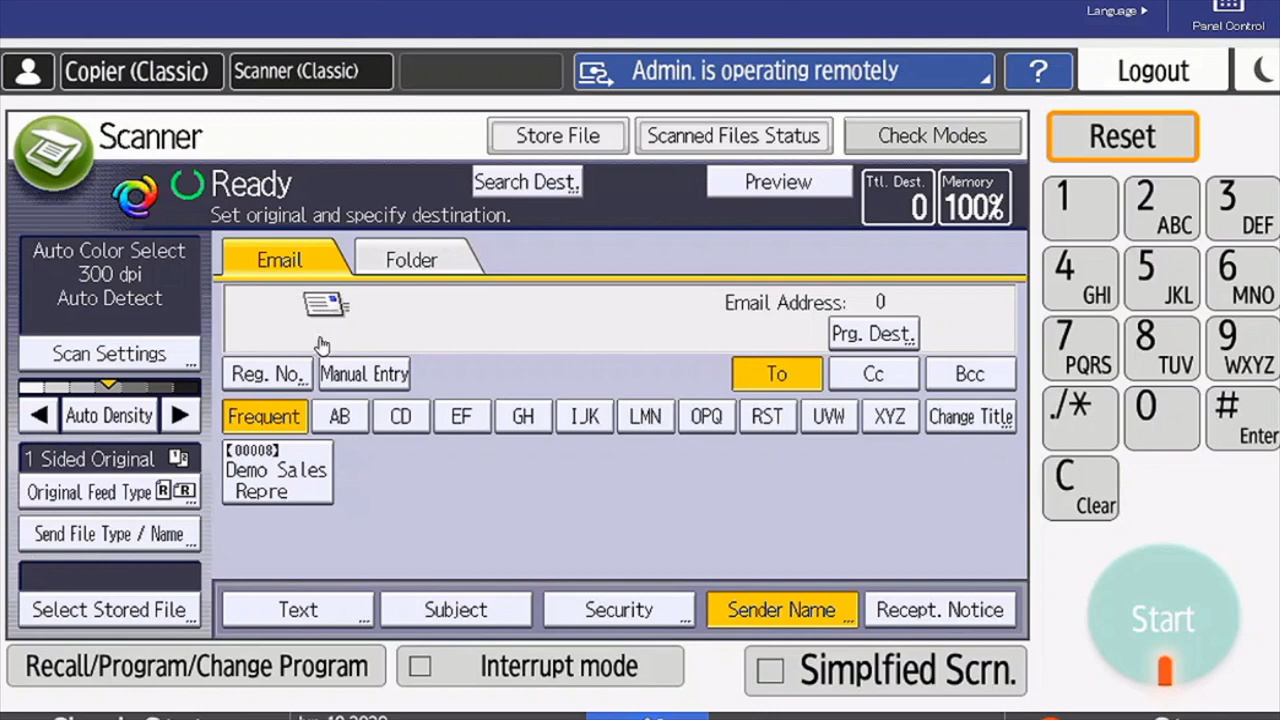 Language ▶
Panel Control
Copier (Classic)
Scanner (Classic)
Admin. is operating remotely
?
Logout
Scanner
Store File
Scanned Files Status
Check Modes
Reset
Ready
Search Dest.
Preview
Ttl. Dest.
0
Memory
100%
Set original and specify destination.
Auto Color Select
300 dpi
Auto Detect
Email
Folder
Email Address: 0
Prg. Dest.
Scan Settings
Reg. No.
Manual Entry
To
Cc
Bcc
◀ Auto Density ▶
Frequent
AB
CD
EF
GH
IJK
LMN
OPQ
RST
UVW
XYZ
Change Title
1 Sided Original
【00008】
Demo Sales
Repre
Original Feed Type
Send File Type / Name
Select Stored File
Text
Subject
Security
Sender Name
Recept. Notice
Recall/Program/Change Program
Interrupt mode
Simplfied Scrn.
1
2 ABC
3 DEF
4 GHI
5 JKL
6 MNO
7 PQRS
8 TUV
9 WXYZ
./*
0
# Enter
C Clear
Start